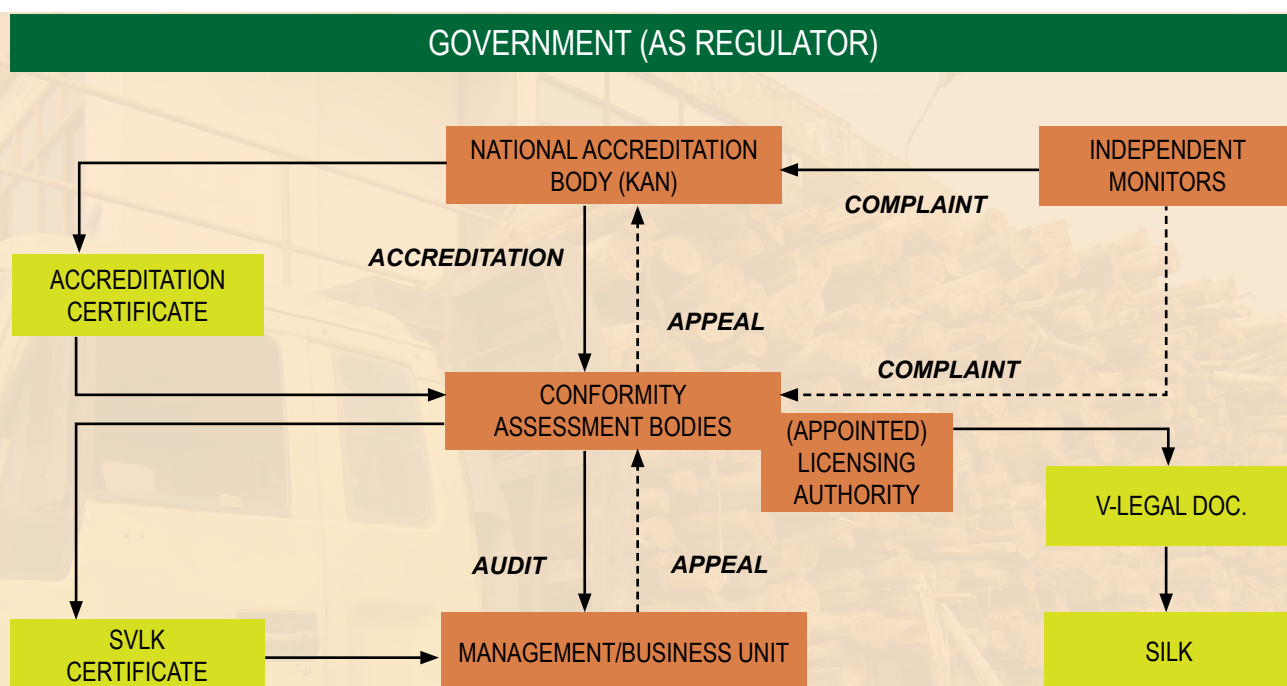 GOVERNMENT (AS REGULATOR)
NATIONAL ACCREDITATION
BODY (KAN)
INDEPENDENT
MONITORS
COMPLAINT
ACCREDITATION
ACCREDITATION
CERTIFICATE
APPEAL
COMPLAINT
CONFORMITY
ASSESSMENT BODIES
(APPOINTED)
LICENSING
AUTHORITY
V-LEGAL DOC.
AUDIT
APPEAL
SVLK
CERTIFICATE
MANAGEMENT/BUSINESS UNIT
SILK